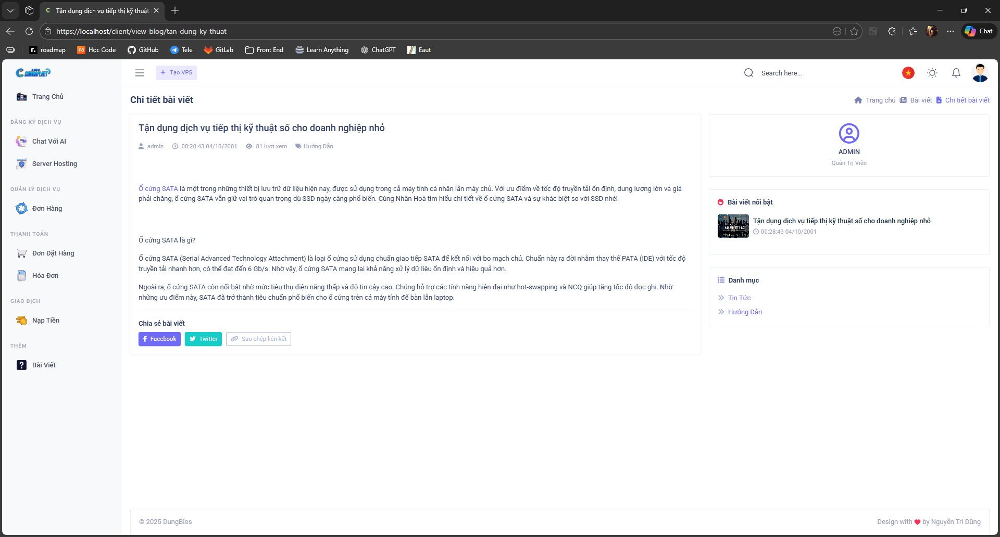 Tận dụng dịch vụ tiếp thị kỹ thuật
https://localhost/client/view-blog/tan-dung-ky-thuat
Chat
roadmap
Học Code
GitHub
Tele
GitLab
Front End
Learn Anything
ChatGPT
Eaut
Tạo VPS
Search here...
Trang Chủ
ĐĂNG KÝ DỊCH VỤ
Chat Với AI
Server Hosting
QUẢN LÝ DỊCH VỤ
Đơn Hàng
THANH TOÁN
Đơn Đặt Hàng
Hóa Đơn
GIAO DỊCH
Nạp Tiền
THÊM
Bài Viết
Chi tiết bài viết
Trang chủ Bài viết Chi tiết bài viết
Tận dụng dịch vụ tiếp thị kỹ thuật số cho doanh nghiệp nhỏ
admin 00:28:43 04/10/2001 81 lượt xem Hướng Dẫn
Ổ cứng SATA là một trong những thiết bị lưu trữ dữ liệu hiện nay, được sử dụng trong cả máy tính cá nhân lẫn máy chủ. Với ưu điểm về tốc độ truyền tải ổn định, dung lượng lớn và giá
phải chăng, ổ cứng SATA vẫn giữ vai trò quan trọng dù SSD ngày càng phổ biến. Cùng Nhân Hoà tìm hiểu chi tiết về ổ cứng SATA và sự khác biệt so với SSD nhé!
Ổ cứng SATA là gì?
Ổ cứng SATA (Serial Advanced Technology Attachment) là loại ổ cứng sử dụng chuẩn giao tiếp SATA để kết nối với bo mạch chủ. Chuẩn này ra đời nhằm thay thế PATA (IDE) với tốc độ
truyền tải nhanh hơn, có thể đạt đến 6 Gb/s. Nhờ vậy, ổ cứng SATA mang lại khả năng xử lý dữ liệu ổn định và hiệu quả hơn.
Ngoài ra, ổ cứng SATA còn nổi bật nhờ mức tiêu thụ điện năng thấp và độ tin cậy cao. Chúng hỗ trợ các tính năng hiện đại như hot-swapping và NCQ giúp tăng tốc độ đọc ghi. Nhờ
những ưu điểm này, SATA đã trở thành tiêu chuẩn phổ biến cho ổ cứng trên cả máy tính để bàn lẫn laptop.
Chia sẻ bài viết
Facebook
Twitter
Sao chép liên kết
ADMIN
Quản Trị Viên
Bài viết nổi bật
DIGITAL
MARKETING
Tận dụng dịch vụ tiếp thị kỹ thuật số cho doanh nghiệp nhỏ
00:28:43 04/10/2001
Danh mục
Tin Tức
Hướng Dẫn
© 2025 DungBios
Design with by Nguyễn Trí Dũng